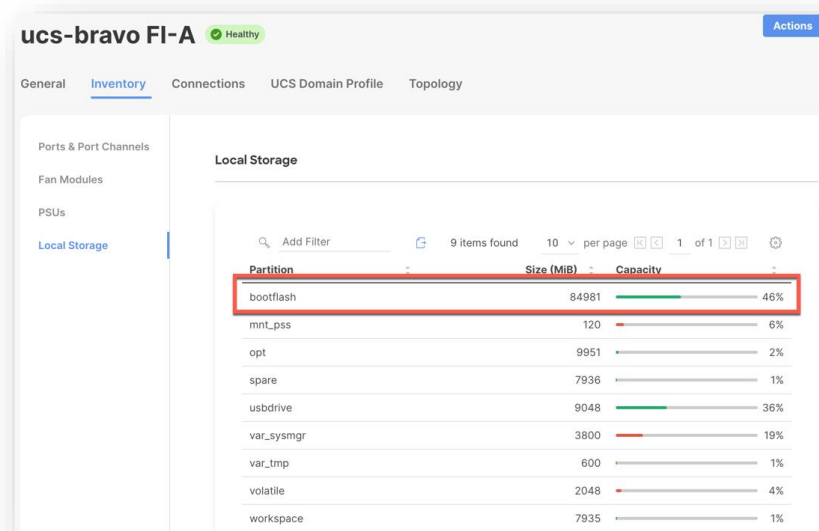 ucs-bravo FI-A Healthy
Actions
General Inventory Connections UCS Domain Profile Topology
Ports & Port Channels
Fan Modules
PSUs
Local Storage
Local Storage
Add Filter 9 items found 10 per page 1 of 1
Partition Size (MiB) Capacity
bootflash 84981 46%
mnt_pss 120 6%
opt 9951 2%
spare 7936 1%
usbdrive 9048 36%
var_sysmgr 3800 19%
var_tmp 600 1%
volatile 2048 4%
workspace 7935 1%